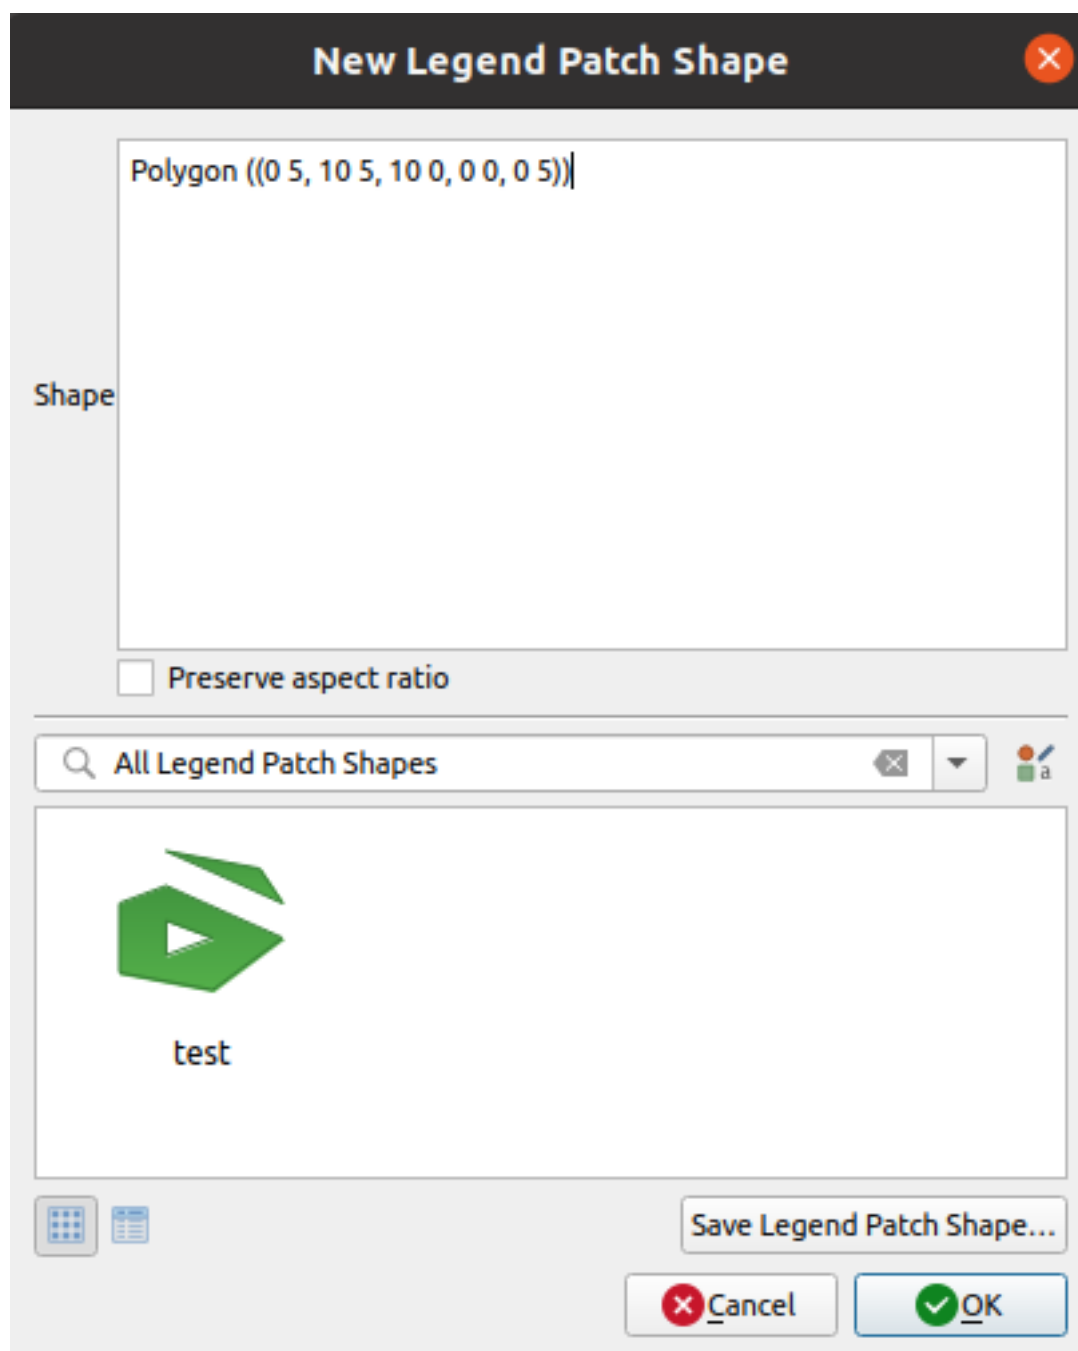 New Legend Patch Shape
Polygon ((0 5, 10 5, 10 0, 0 0, 0 5))
Shape
Preserve aspect ratio
All Legend Patch Shapes
a
test
Save Legend Patch Shape...
Cancel
OK